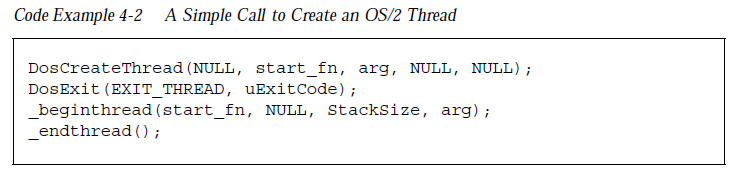 Code Example 4-2 A Simple Call to Create an OS/2 Thread
DosCreateThread(NULL, start_fn, arg, NULL, NULL);
DosExit(EXIT_THREAD, uExitCode);
_beginthread(start_fn, NULL, StackSize, arg);
_endthread();